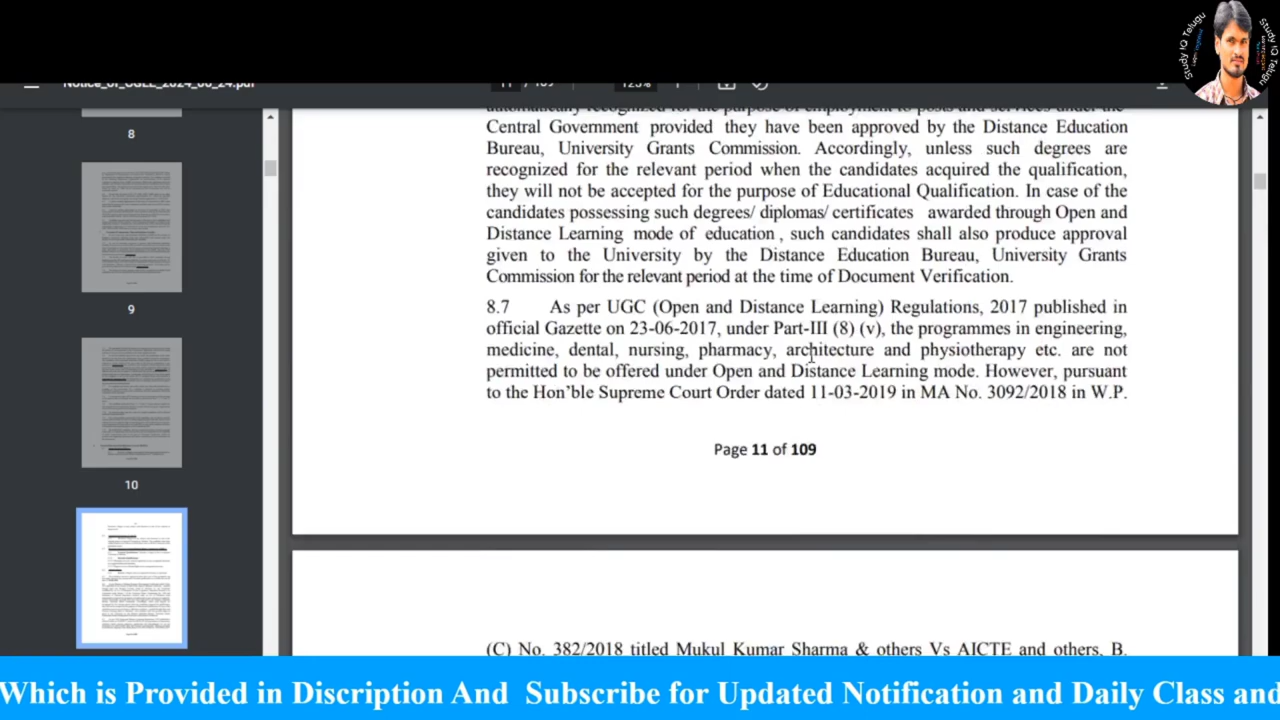 Study IQ Telugu
Study IQ Telugu
Notice_of_CGLE_2024_06_24.pdf
11 / 109
123%
8
9
10
automatically recognized for the purpose of employment to posts and services under the
Central Government provided they have been approved by the Distance Education
Bureau, University Grants Commission. Accordingly, unless such degrees are
recognized for the relevant period when the candidates acquired the qualification,
they will not be accepted for the purpose of Educational Qualification. In case of the
candidates possessing such degrees/ diplomas/ certificates awarded through Open and
Distance Learning mode of education , such candidates shall also produce approval
given to the University by the Distance Education Bureau, University Grants
Commission for the relevant period at the time of Document Verification.
8.7 As per UGC (Open and Distance Learning) Regulations, 2017 published in
official Gazette on 23-06-2017, under Part-III (8) (v), the programmes in engineering,
medicine, dental, nursing, pharmacy, architecture and physiotherapy etc. are not
permitted to be offered under Open and Distance Learning mode. However, pursuant
to the Hon’ble Supreme Court Order dated 11-03-2019 in MA No. 3092/2018 in W.P.
Page 11 of 109
(C) No. 382/2018 titled Mukul Kumar Sharma & others Vs AICTE and others, B.
Which is Provided in Discription And Subscribe for Updated Notification and Daily Class and